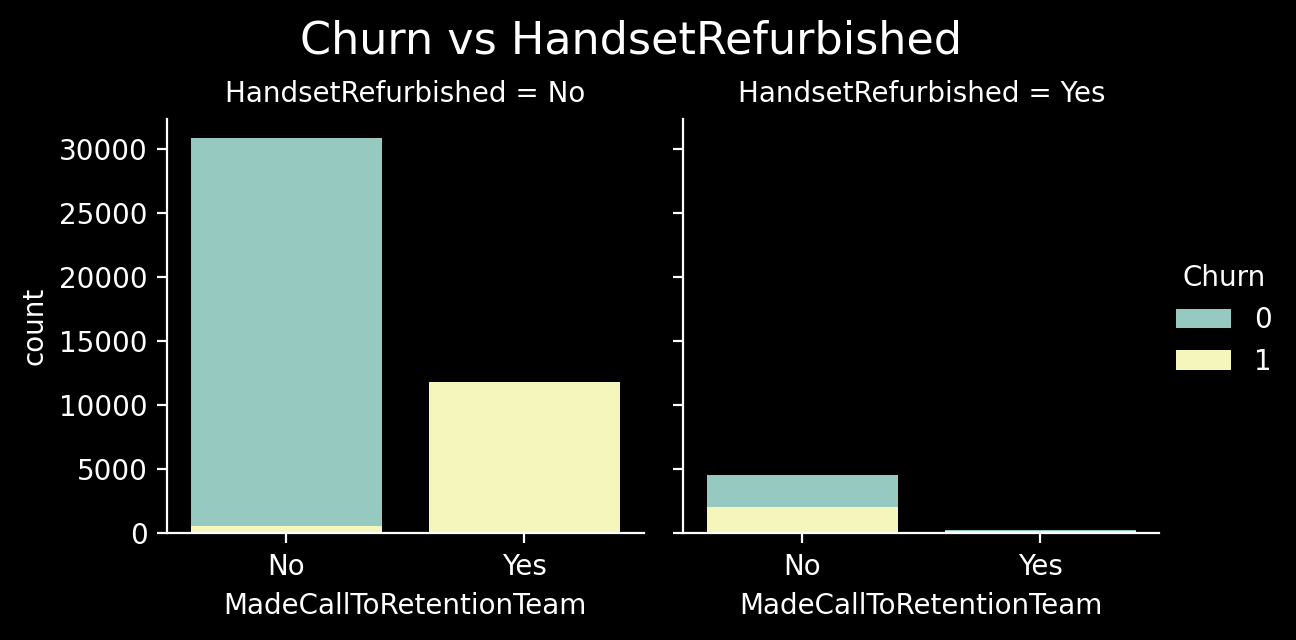 Churn vs HandsetRefurbished
HandsetRefurbished = No
HandsetRefurbished = Yes
30000
25000
20000
15000
10000
5000
0
count
No
Yes
MadeCallToRetentionTeam
No
Yes
MadeCallToRetentionTeam
Churn
0
1